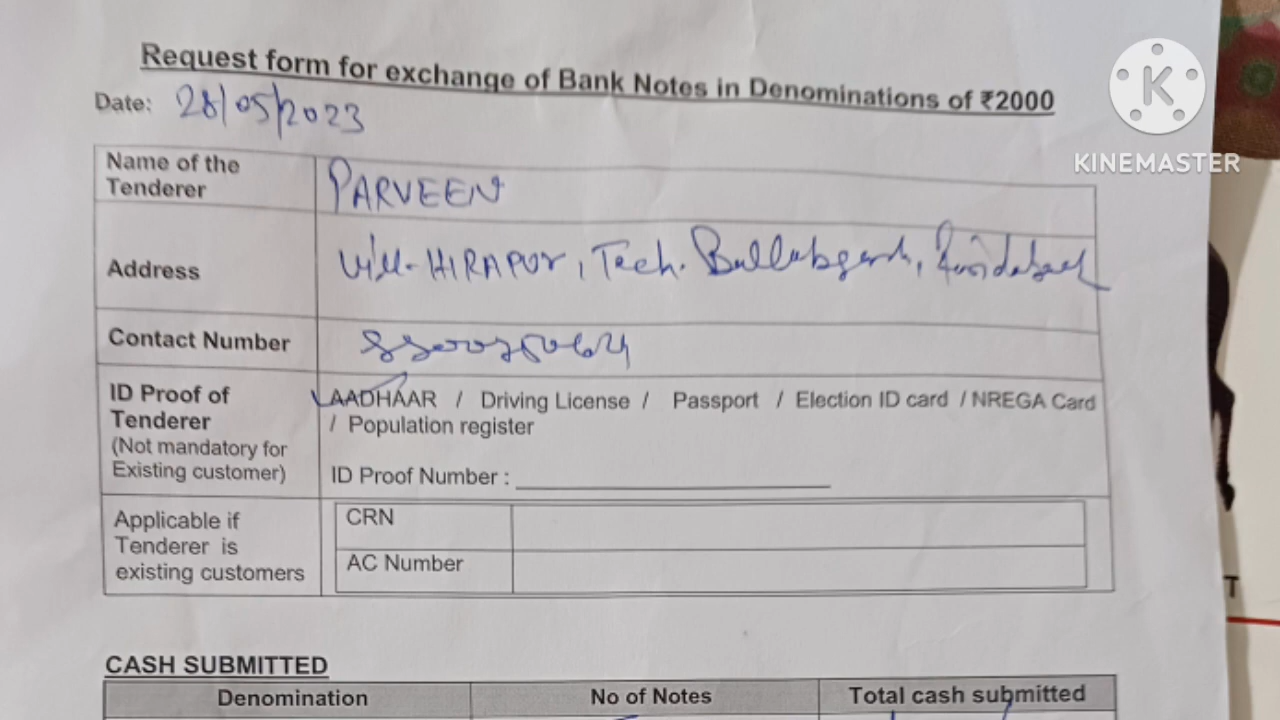 Request form for exchange of Bank Notes in Denominations of ₹2000
Date: 28/05/2023
KINEMASTER
Name of the
Tenderer
PARVEEN
Address
Vill-HIRAPUR, Teh. Ballabgarh, Faridabad
Contact Number
ID Proof of
Tenderer
(Not mandatory for
Existing customer)
AADHAAR / Driving License / Passport / Election ID card / NREGA Card
/ Population register
ID Proof Number :
Applicable if
Tenderer is
existing customers
CRN
AC Number
CASH SUBMITTED
Denomination No of Notes Total cash submitted